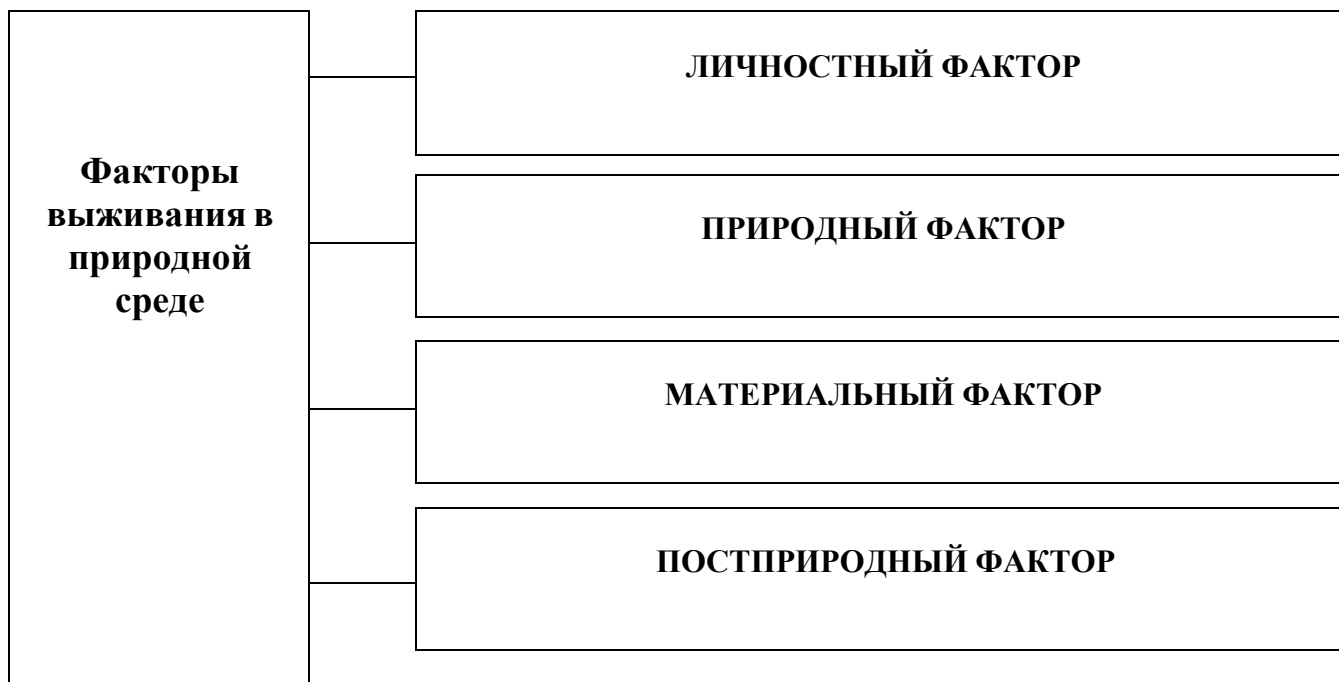 Факторы
выживания в
природной
среде
ЛИЧНОСТНЫЙ ФАКТОР
ПРИРОДНЫЙ ФАКТОР
МАТЕРИАЛЬНЫЙ ФАКТОР
ПОСТПРИРОДНЫЙ ФАКТОР